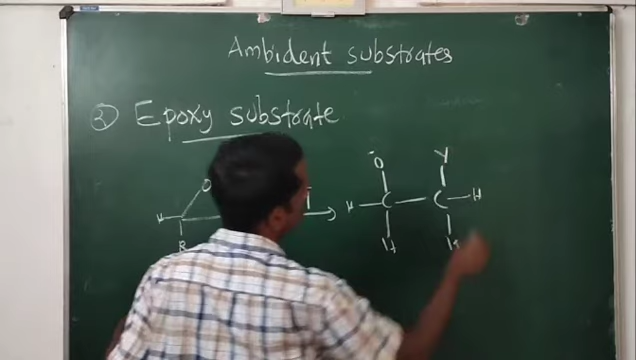 Ambident substrates
② Epoxy substrate
Ō Y
O
H C C H
H
R H